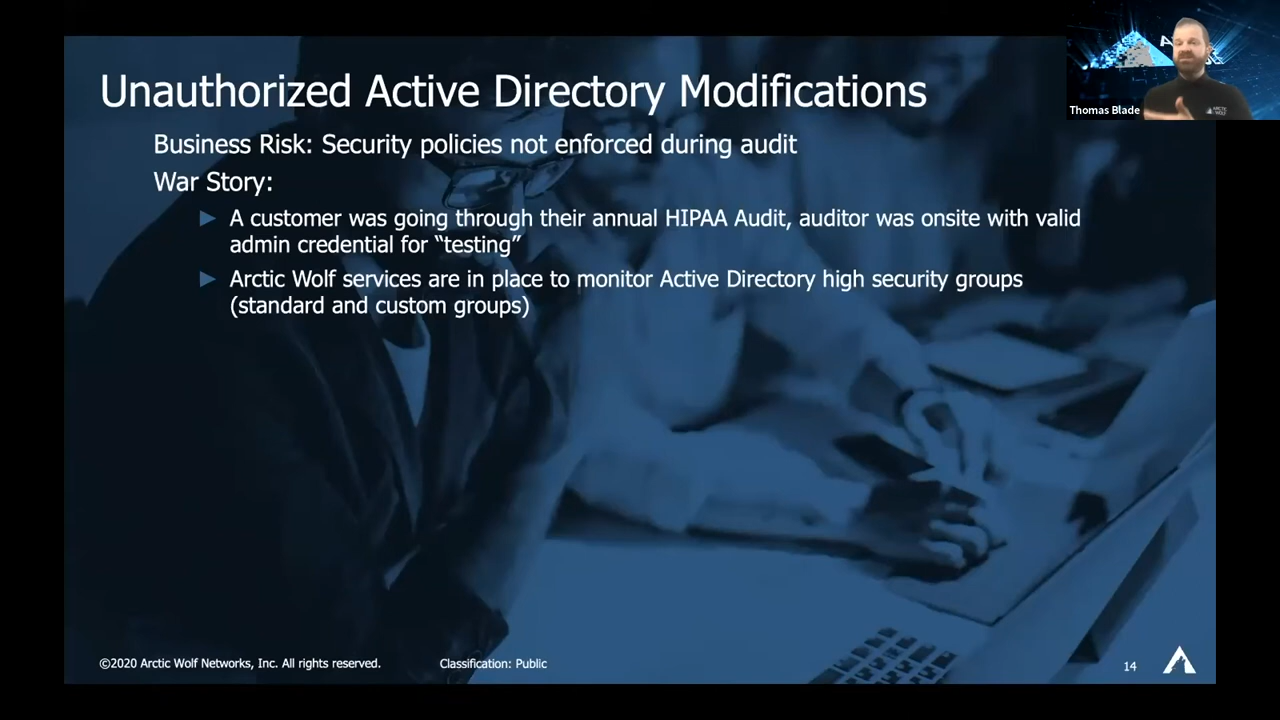 Unauthorized Active Directory Modifications
Thomas Blade
Business Risk: Security policies not enforced during audit
War Story:
A customer was going through their annual HIPAA Audit, auditor was onsite with valid
admin credential for “testing”
Arctic Wolf services are in place to monitor Active Directory high security groups
(standard and custom groups)
©2020 Arctic Wolf Networks, Inc. All rights reserved.
Classification: Public
14